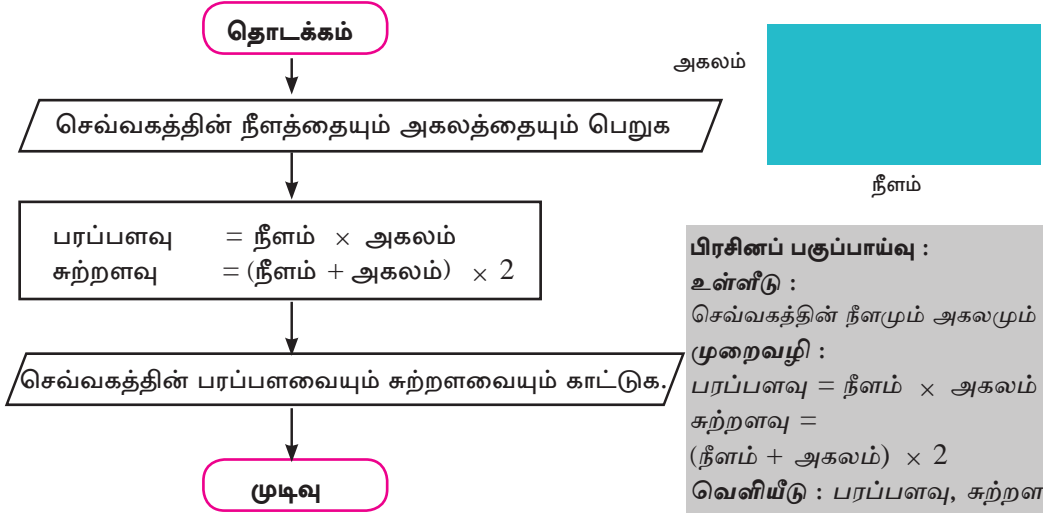 தொடக்கம்
செவ்வகத்தின் நீளத்தையும் அகலத்தையும் பெறுக
பரப்பளவு = நீளம் × அகலம்
சுற்றளவு = (நீளம் + அகலம்) × 2
செவ்வகத்தின் பரப்பளவையும் சுற்றளவையும் காட்டுக.
முடிவு
அகலம்
நீளம்
பிரசினப் பகுப்பாய்வு :
உள்ளீடு :
செவ்வகத்தின் நீளமும் அகலமும்
முறைவழி :
பரப்பளவு = நீளம் × அகலம்
சுற்றளவு =
(நீளம் + அகலம்) × 2
வெளியீடு : பரப்பளவு,